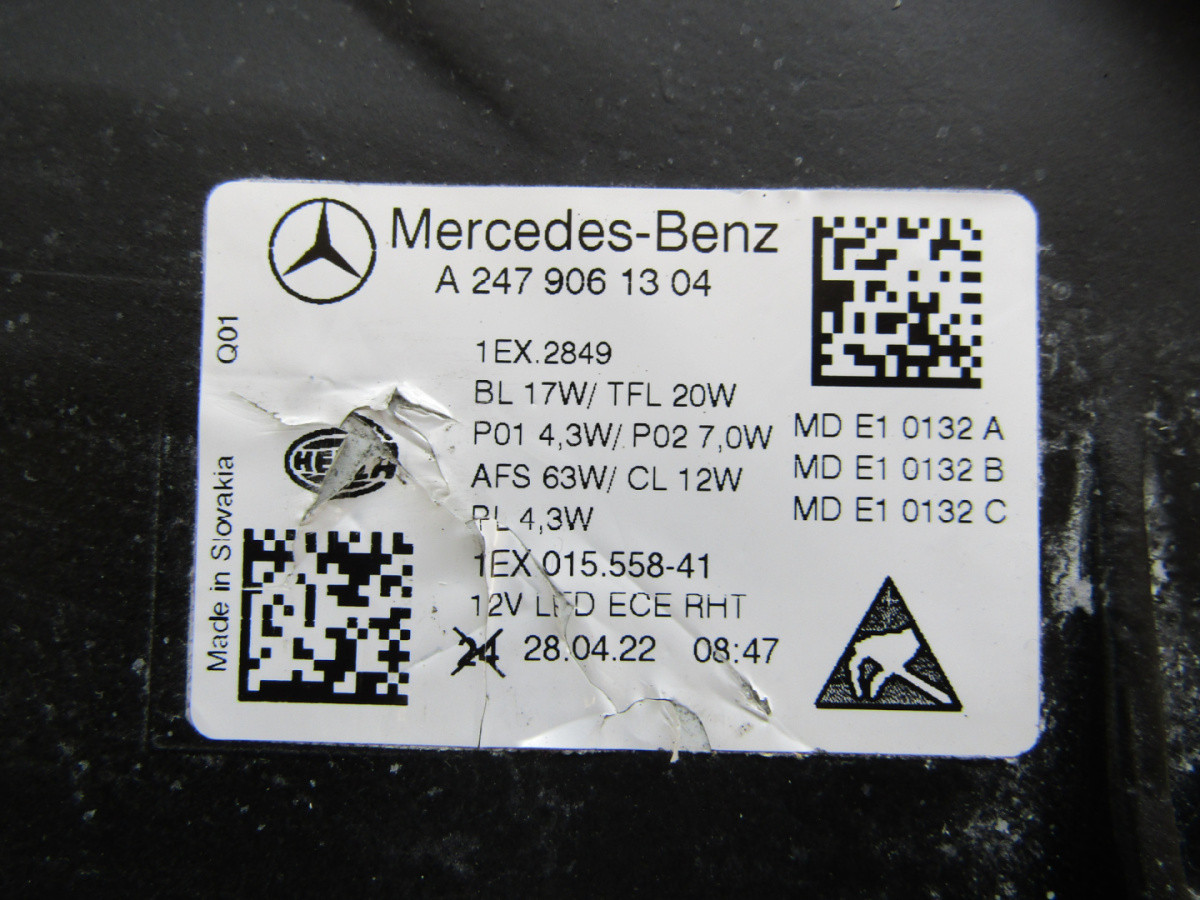 Mercedes-Benz
A 247 906 13 04
Q01
1EX.2849
BL 17W/ TFL 20W
P01 4,3W/ P02 7,0W
AFS 63W/ CL 12W
PL 4,3W
1EX 015.558-41
12V LED ECE RHT
24 28.04.22 08:47
MD E1 0132 A
MD E1 0132 B
MD E1 0132 C
HELLA
Made in Slovakia